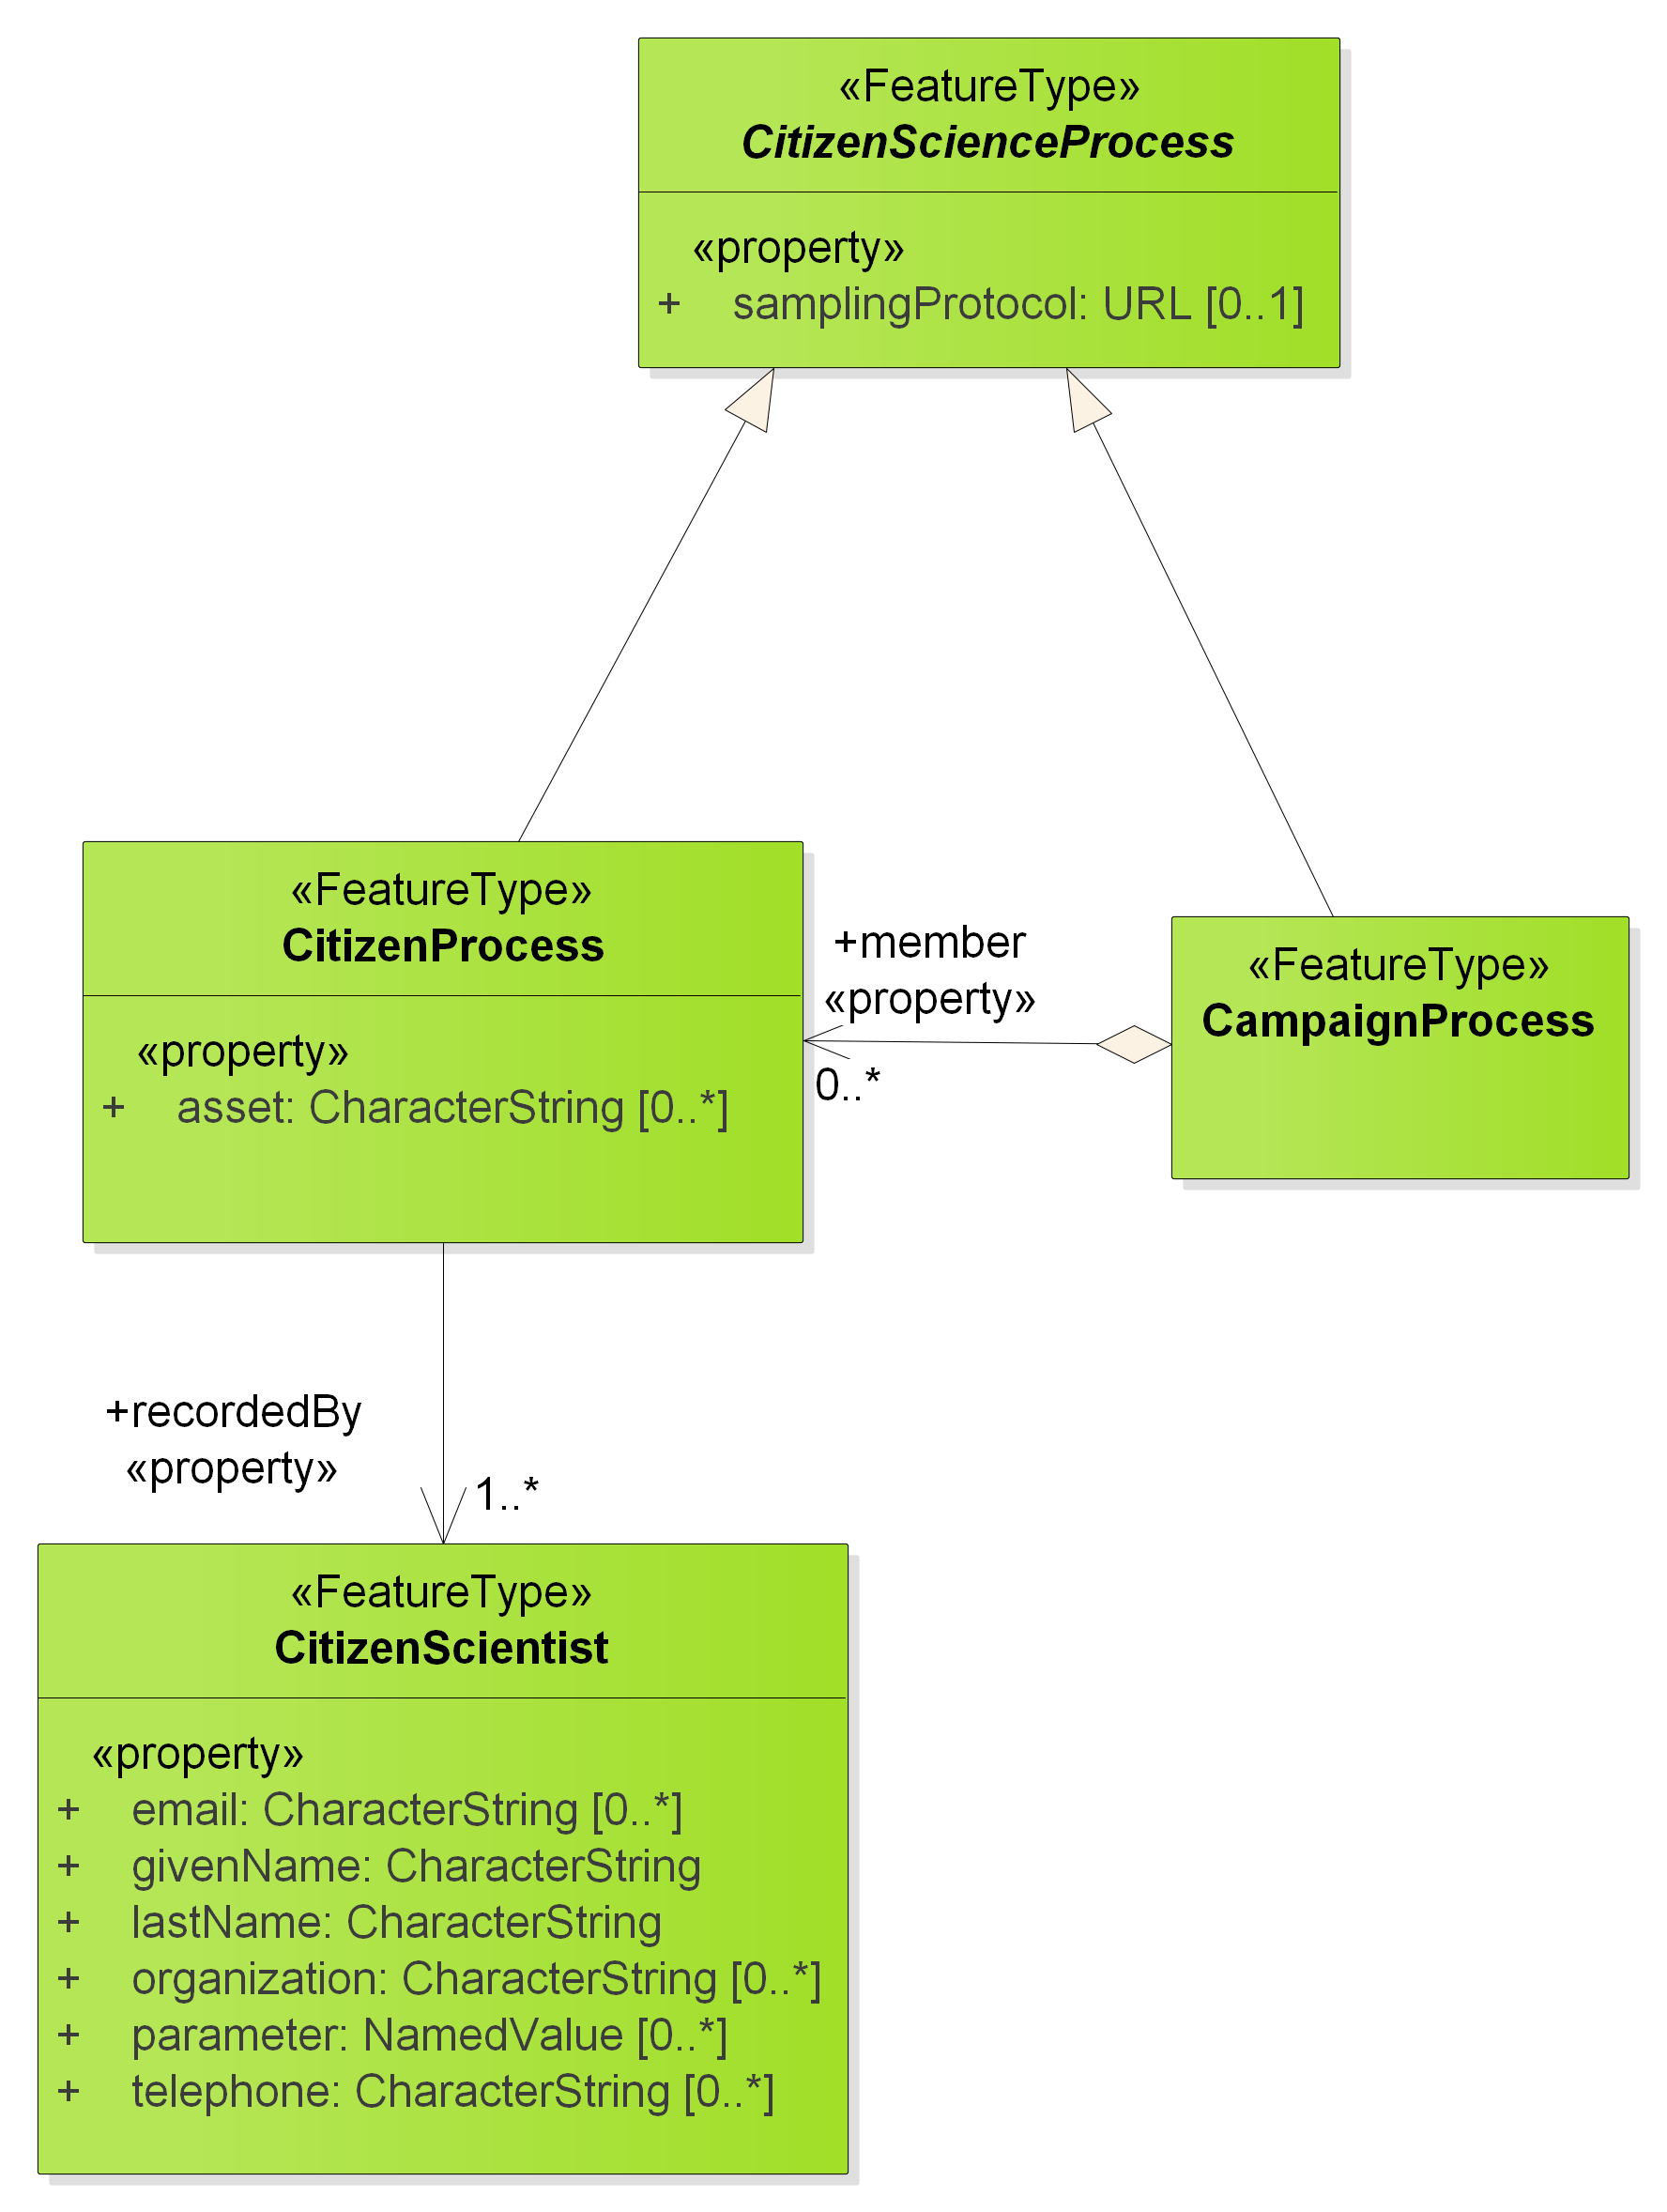 «FeatureType»
CitizenScienceProcess
«property»
+ samplingProtocol: URL [0..1]
«FeatureType»
CitizenProcess
«property»
+ asset: CharacterString [0..*]
+member
«property»
0..*
«FeatureType»
CampaignProcess
+recordedBy
«property»
1..*
«FeatureType»
CitizenScientist
«property»
+ email: CharacterString [0..*]
+ givenName: CharacterString
+ lastName: CharacterString
+ organization: CharacterString [0..*]
+ parameter: NamedValue [0..*]
+ telephone: CharacterString [0..*]